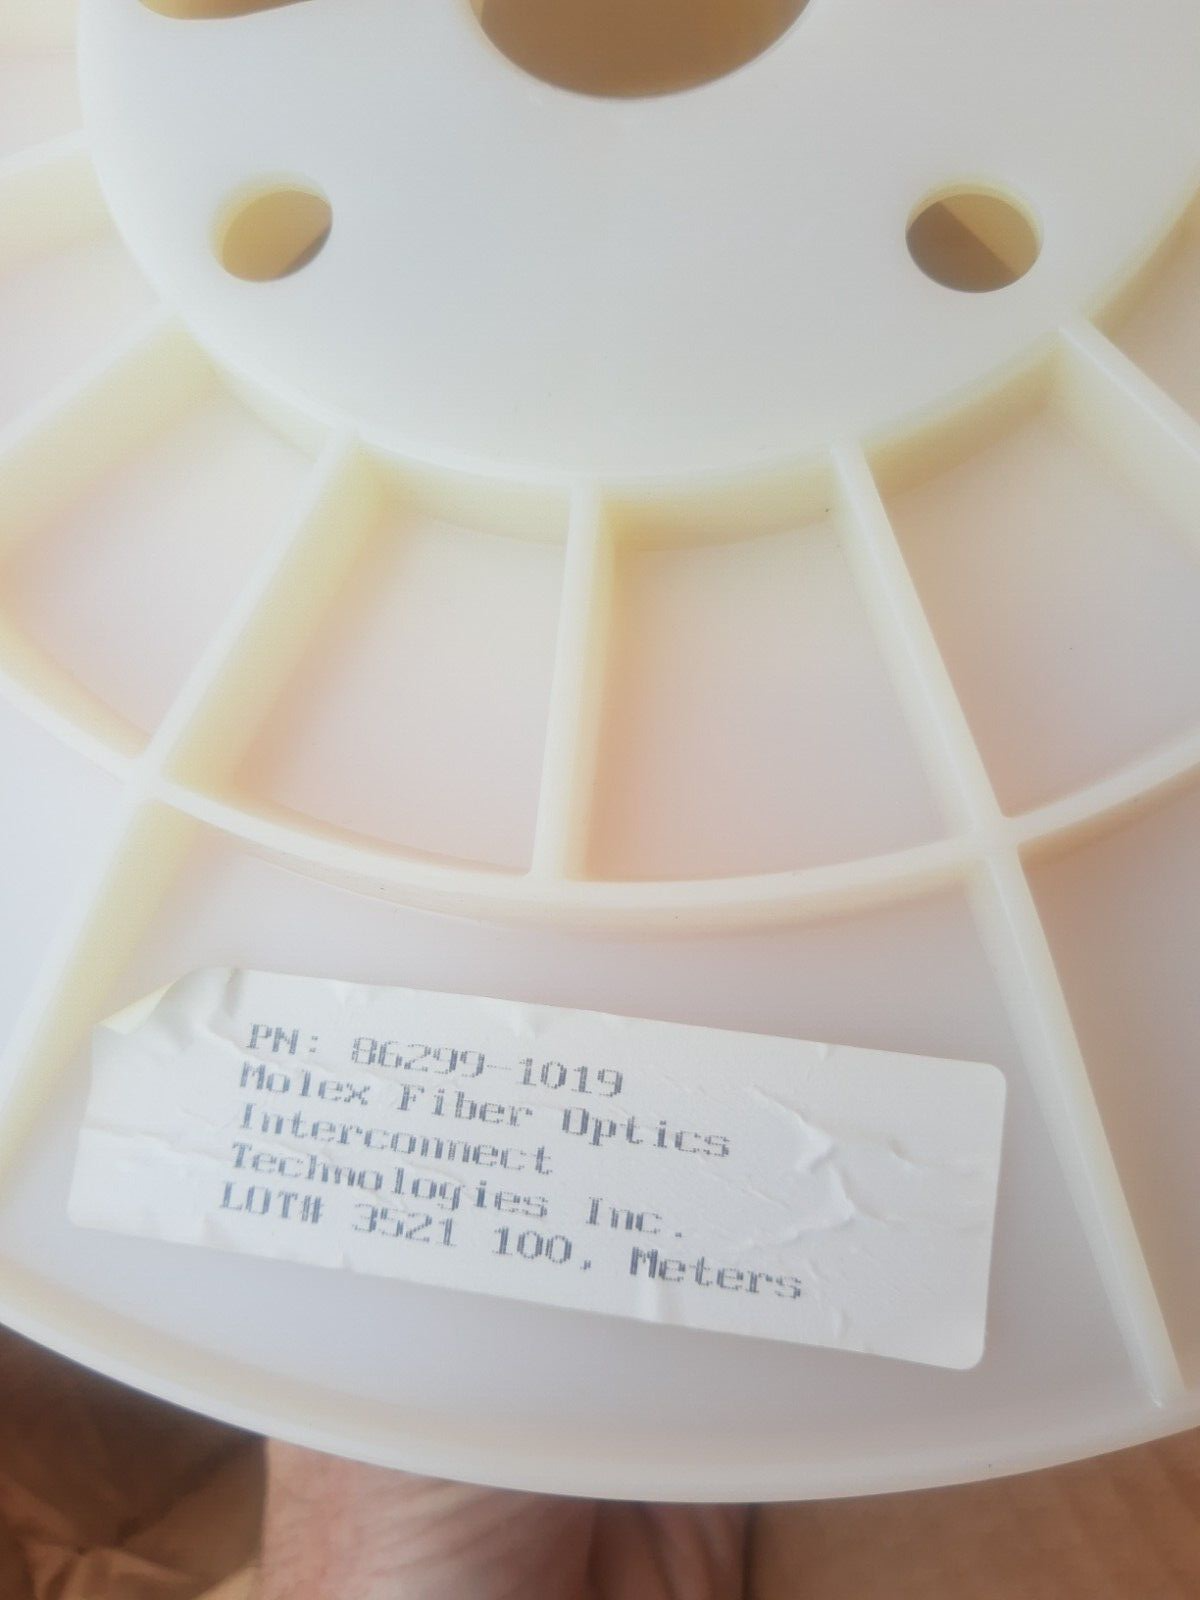 PN: 86299-1019
Molex Fiber Optics
Interconnect
Technologies Inc.
LOT# 3521 100, Meters